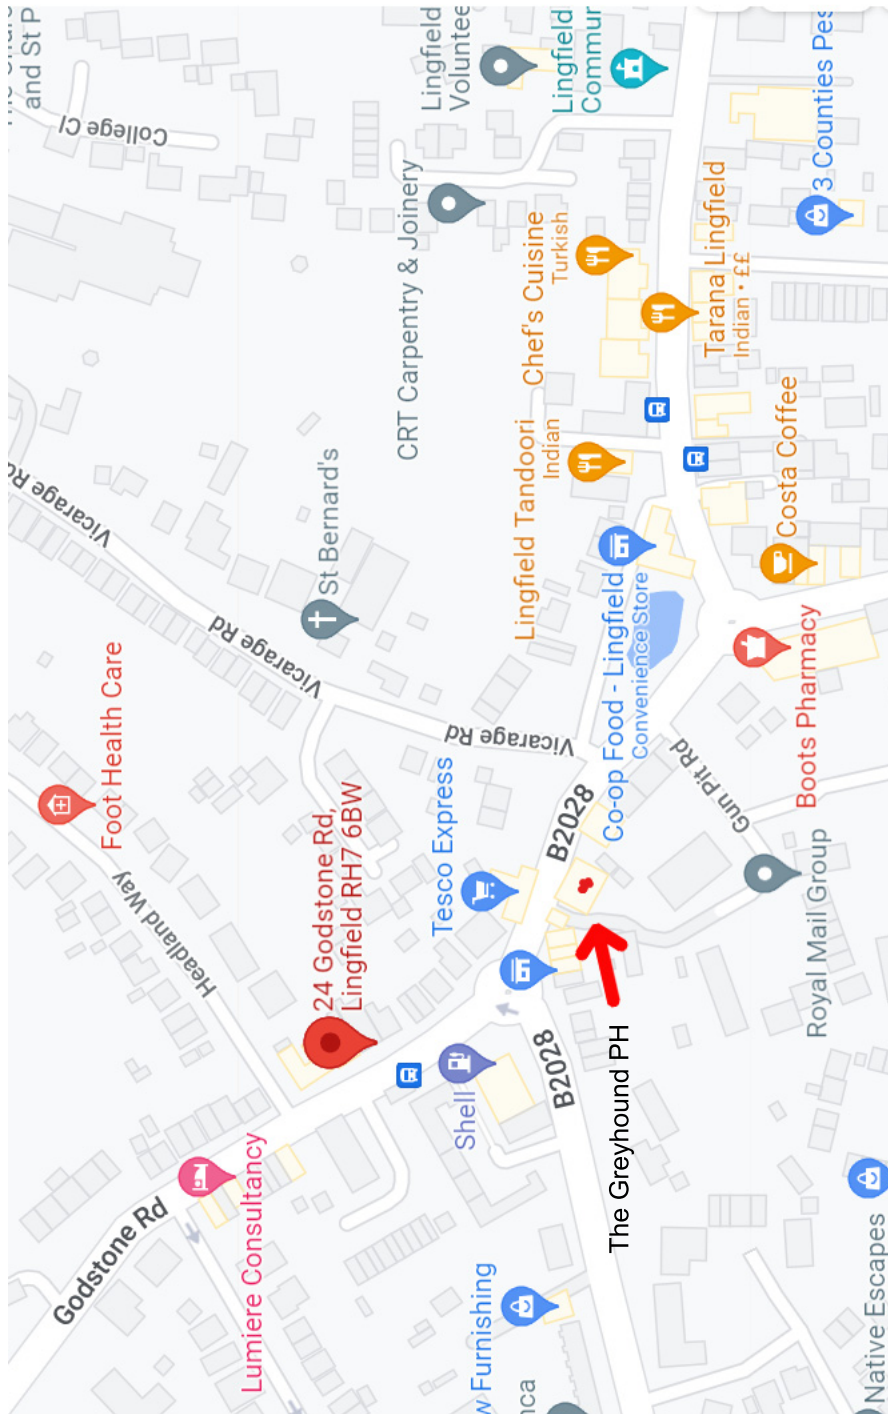 and St P
College Cl
Lingfield
Voluntee
Lingfield
Commun
3 Counties Pes
CRT Carpentry & Joinery
Chef's Cuisine
Turkish
Tarana Lingfield
Indian • ££
Lingfield Tandoori
Indian
Costa Coffee
Vicarage Rd
St Bernard's
Vicarage Rd
Vicarage Rd
Co-op Food - Lingfield
Convenience Store
Boots Pharmacy
Gun Pit Rd
Foot Health Care
Tesco Express
B2028
24 Godstone Rd,
Lingfield RH7 6BW
Headland Way
Royal Mail Group
The Greyhound PH
B2028
Shell
Lumiere Consultancy
Godstone Rd
w Furnishing
nca
Native Escapes